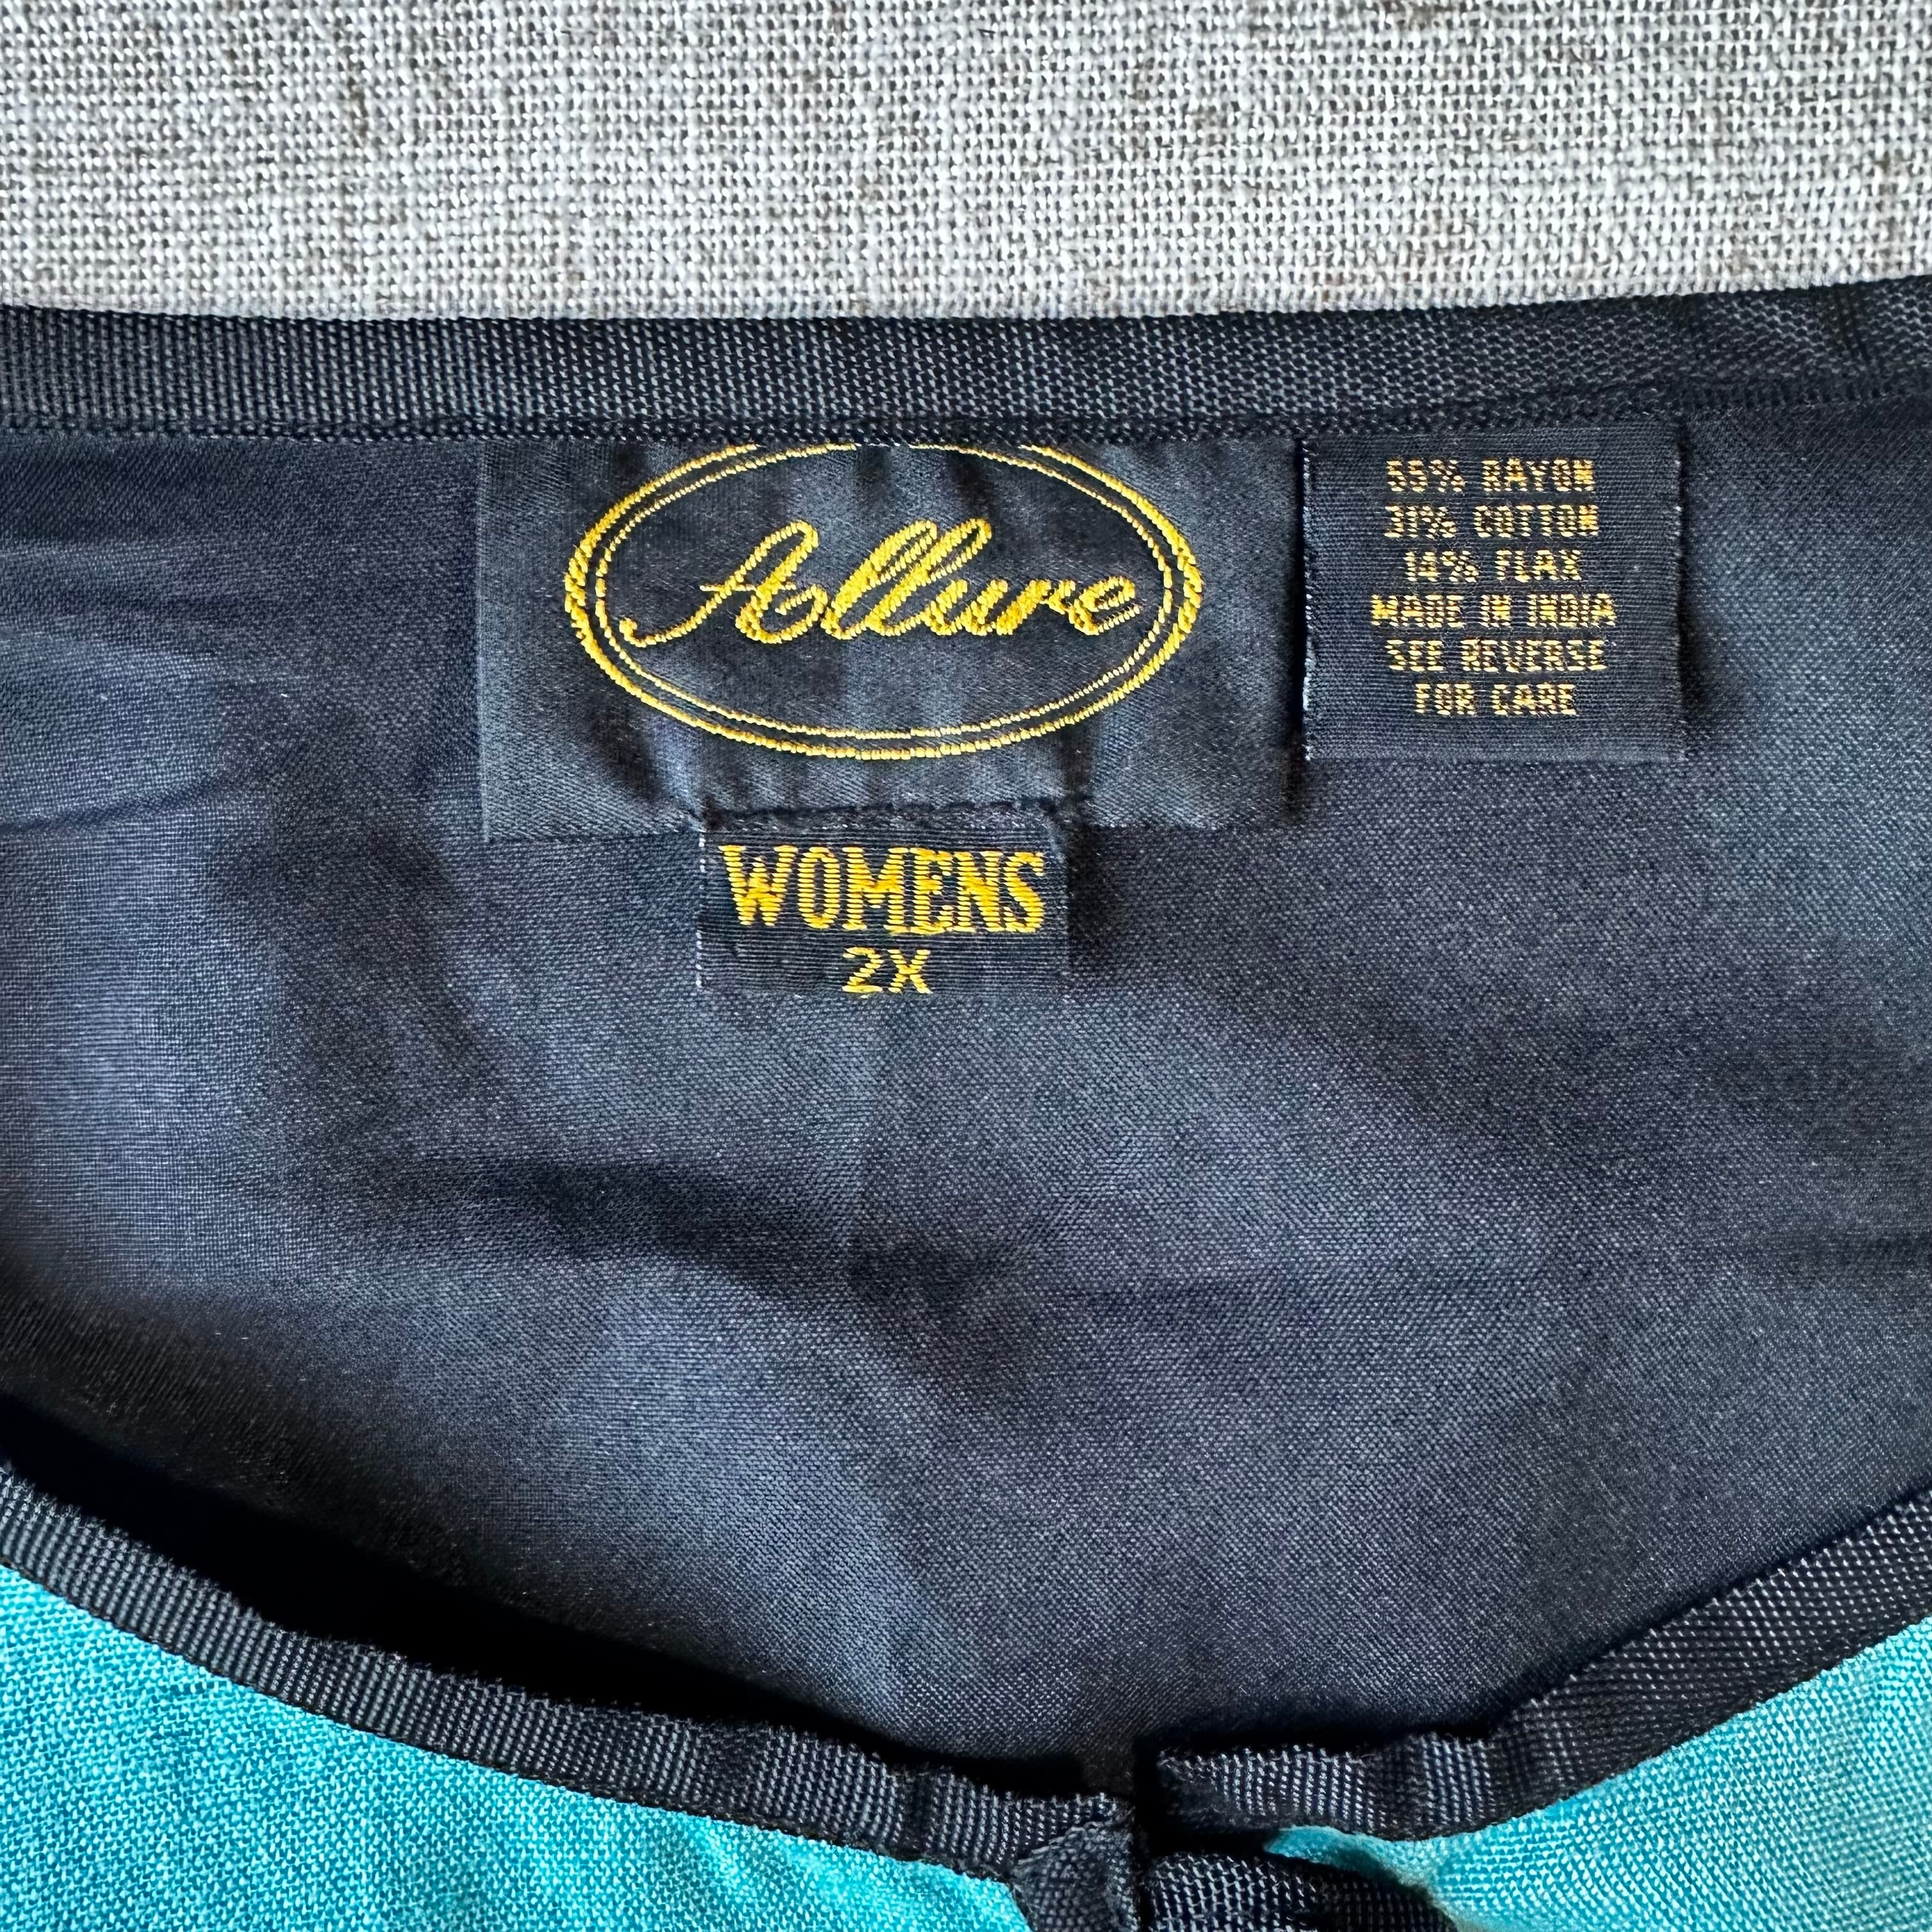 Allure
WOMENS
2X
55% RAYON
31% COTTON
14% FLAX
MADE IN INDIA
SEE REVERSE
FOR CARE